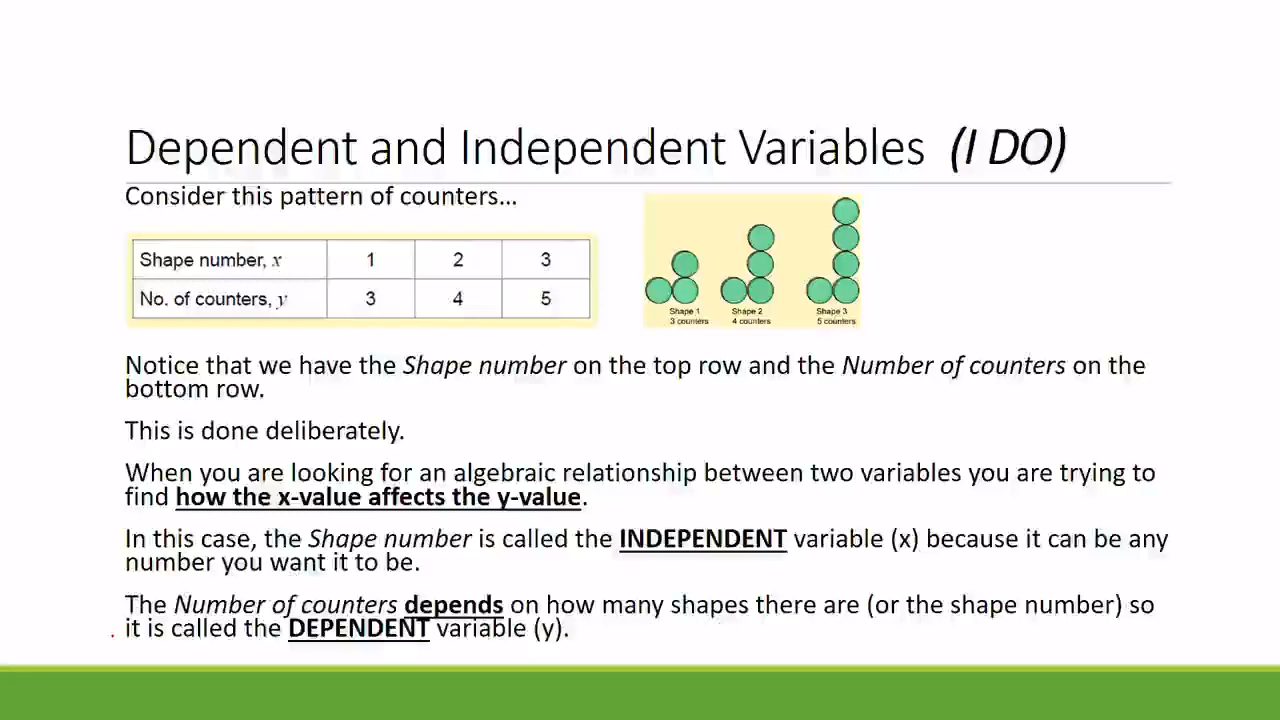 Dependent and Independent Variables (I DO)
Consider this pattern of counters...
Shape number, x 1 2 3
No. of counters, y 3 4 5
Shape 1 Shape 2 Shape 3
3 counters 4 counters 5 counters
Notice that we have the Shape number on the top row and the Number of counters on the
bottom row.
This is done deliberately.
When you are looking for an algebraic relationship between two variables you are trying to
find how the x-value affects the y-value.
In this case, the Shape number is called the INDEPENDENT variable (x) because it can be any
number you want it to be.
The Number of counters depends on how many shapes there are (or the shape number) so
it is called the DEPENDENT variable (y).